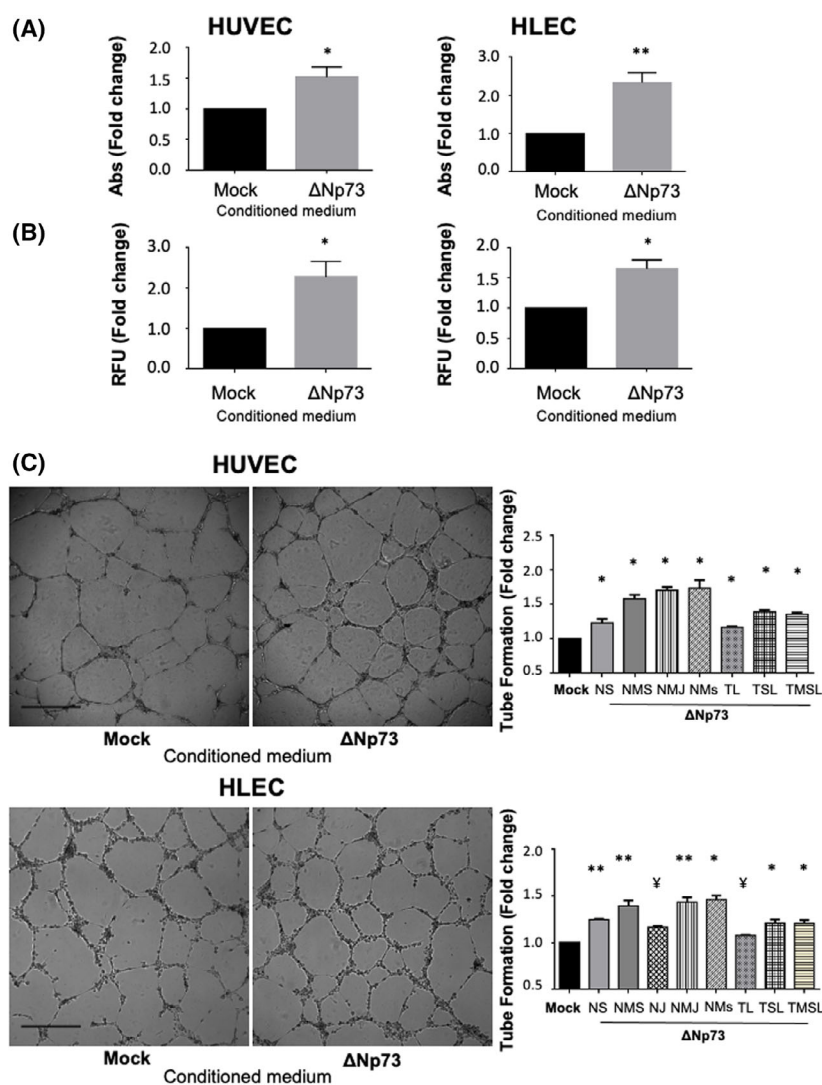 (A)
HUVEC
HLEC
Abs (Fold change)
2.0
1.5
1.0
0.5
0.0
*
Mock
ΔNp73
Conditioned medium
Abs (Fold change)
3.0
2.0
1.0
0.0
**
Mock
ΔNp73
Conditioned medium
(B)
RFU (Fold change)
3.0
2.0
1.0
0.0
*
Mock
ΔNp73
Conditioned medium
RFU (Fold change)
2.0
1.5
1.0
0.5
0.0
*
Mock
ΔNp73
Conditioned medium
(C)
HUVEC
Mock
ΔNp73
Conditioned medium
Tube Formation (Fold change)
2.5
2.0
1.5
1.0
0.5
* * * * * * *
Mock NS NMS NMJ NMs TL TSL TMSL
ΔNp73
HLEC
Mock
ΔNp73
Conditioned medium
Tube Formation (Fold change)
2.0
1.5
1.0
0.5
** ** ¥ ** * ¥ * *
Mock NS NMS NJ NMJ NMs TL TSL TMSL
ΔNp73